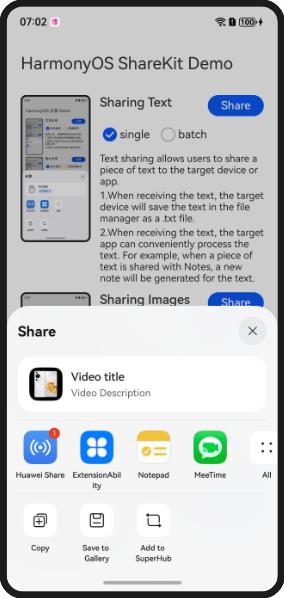 07:02
100
HarmonyOS ShareKit Demo
Sharing Text
Share
single
batch
Text sharing allows users to share a
piece of text to the target device or
app.
1.When receiving the text, the target
device will save the text in the file
manager as a .txt file.
2.When receiving the text, the target
app can conveniently process the
text. For example, when a piece of
text is shared with Notes, a new
note will be generated for the text.
Sharing Images
Share
Share
Video title
Video Description
1
Huawei Share
ExtensionAbil
ity
Notepad
MeeTime
All
Copy
Save to
Gallery
Add to
SuperHub